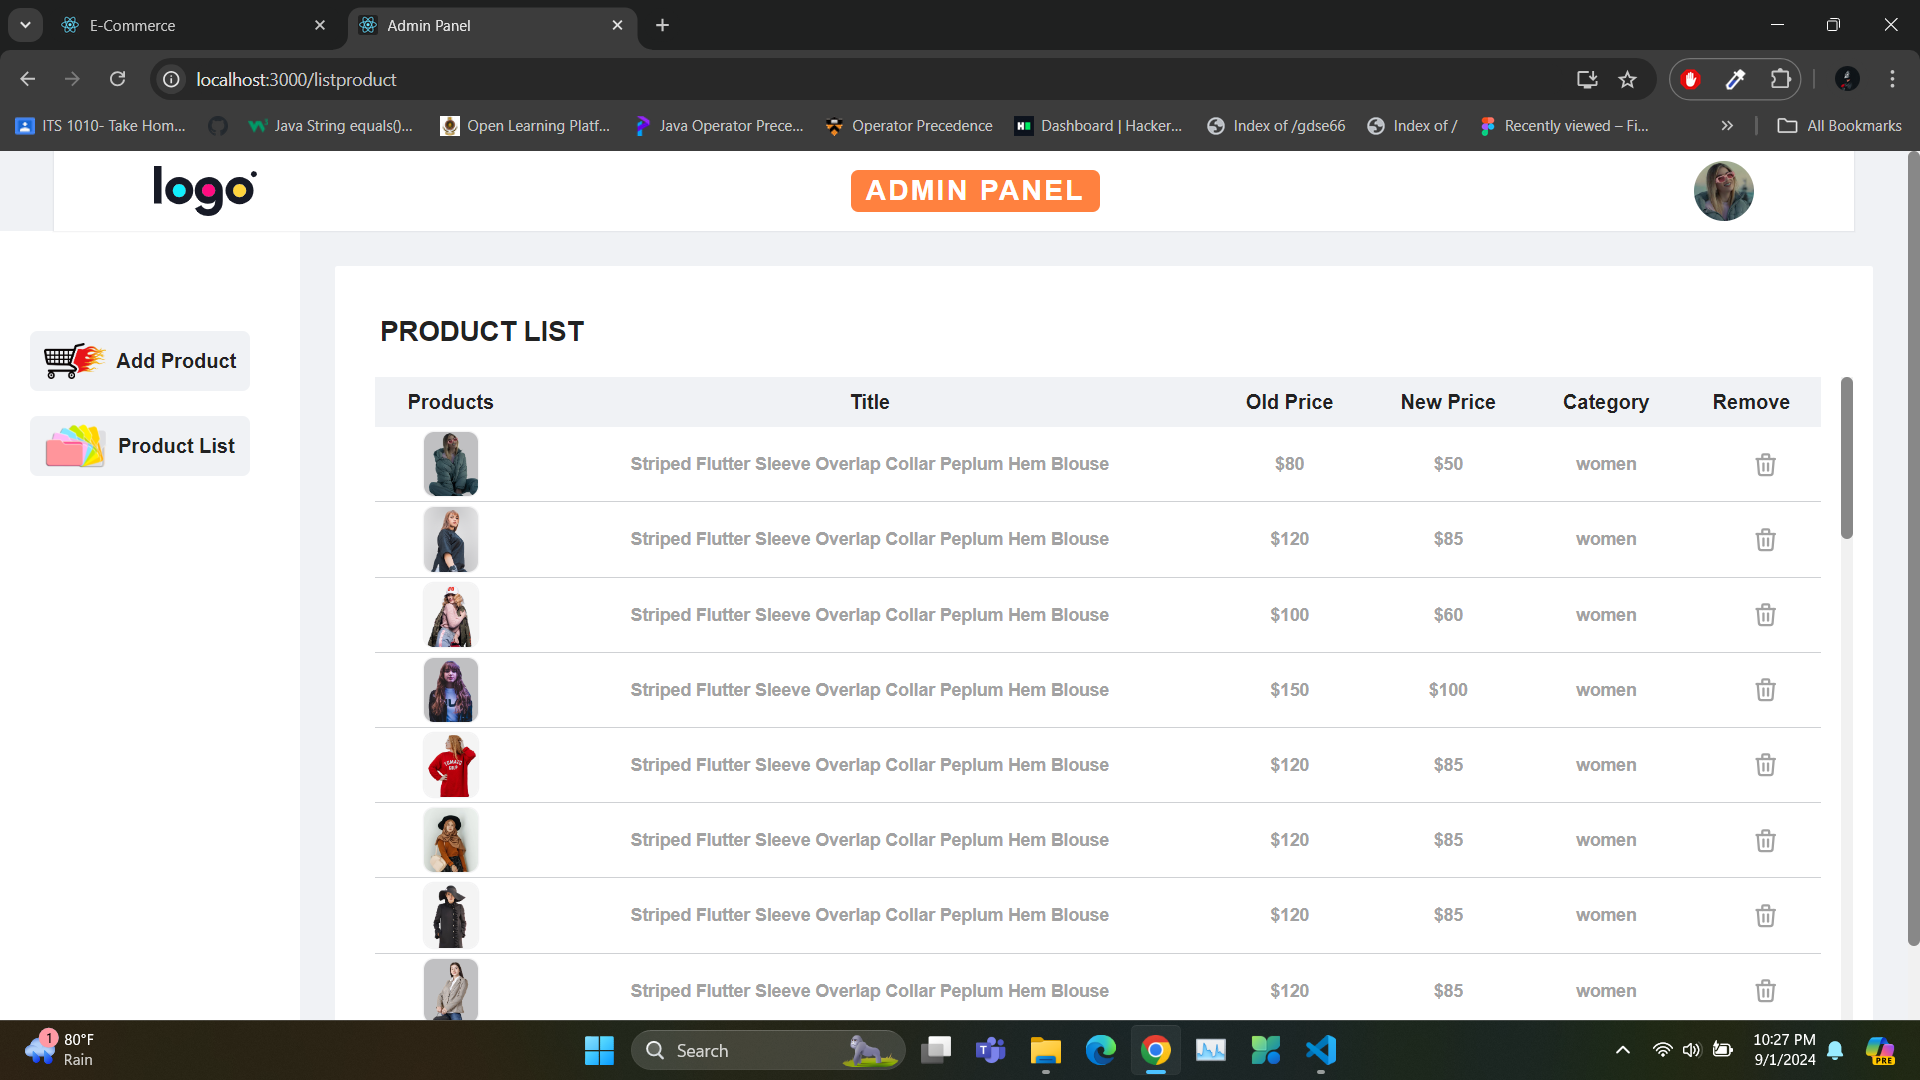 E-Commerce
Admin Panel
localhost:3000/listproduct
ITS 1010- Take Hom...
Java String equals()...
Open Learning Platf...
Java Operator Prece...
Operator Precedence
Dashboard | Hacker...
Index of /gdse66
Index of /
Recently viewed – Fi...
All Bookmarks
logo
ADMIN PANEL
Add Product
Product List
PRODUCT LIST
Products Title Old Price New Price Category Remove
Striped Flutter Sleeve Overlap Collar Peplum Hem Blouse $80 $50 women
Striped Flutter Sleeve Overlap Collar Peplum Hem Blouse $120 $85 women
Striped Flutter Sleeve Overlap Collar Peplum Hem Blouse $100 $60 women
Striped Flutter Sleeve Overlap Collar Peplum Hem Blouse $150 $100 women
Striped Flutter Sleeve Overlap Collar Peplum Hem Blouse $120 $85 women
Striped Flutter Sleeve Overlap Collar Peplum Hem Blouse $120 $85 women
Striped Flutter Sleeve Overlap Collar Peplum Hem Blouse $120 $85 women
Striped Flutter Sleeve Overlap Collar Peplum Hem Blouse $120 $85 women
1
80°F
Rain
Search
10:27 PM
9/1/2024
PRE